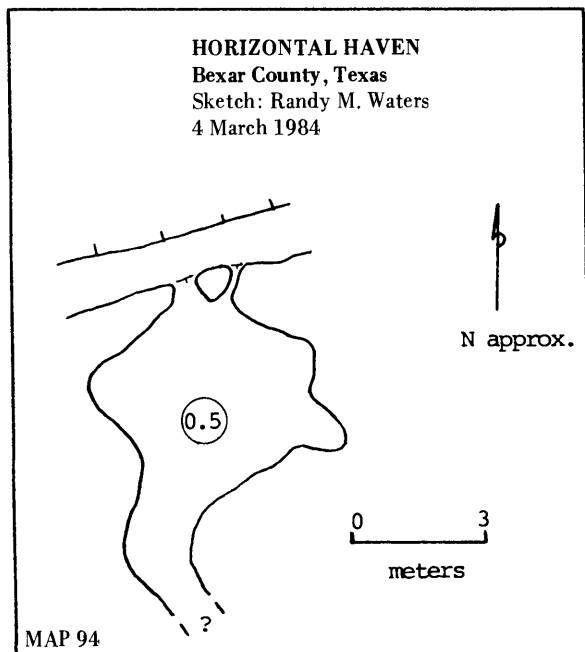 HORIZONTAL HAVEN
Bexar County, Texas
Sketch: Randy M. Waters
4 March 1984
N approx.
0.5
0 3
meters
?
MAP 94